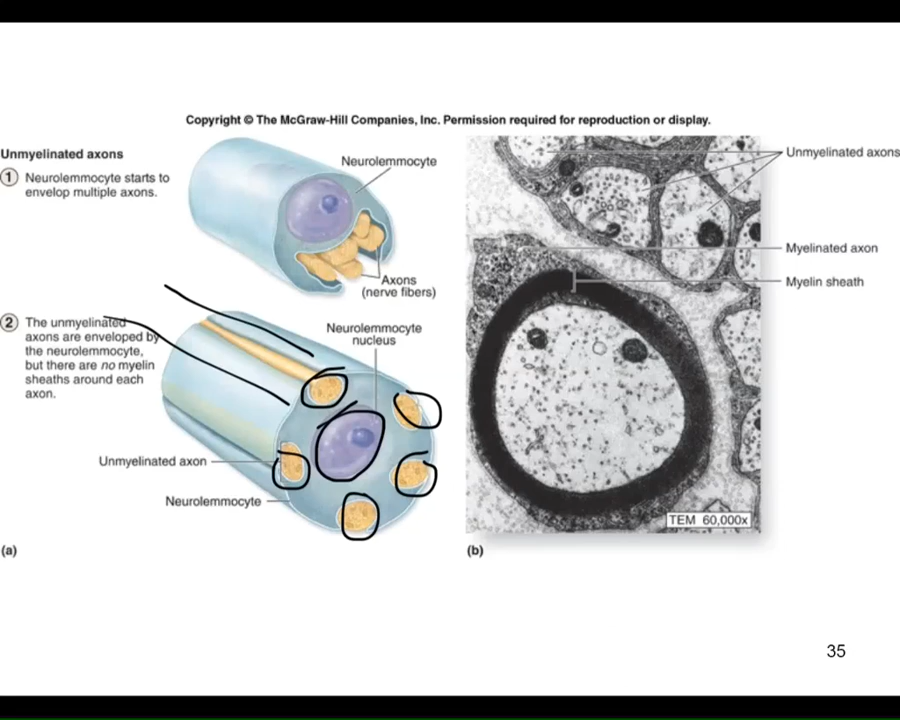 Copyright © The McGraw-Hill Companies, Inc. Permission required for reproduction or display.
Unmyelinated axons
1 Neurolemmocyte starts to
envelop multiple axons.
Neurolemmocyte
Axons
(nerve fibers)
2 The unmyelinated
axons are enveloped by
the neurolemmocyte,
but there are no myelin
sheaths around each
axon.
Neurolemmocyte
nucleus
Unmyelinated axon
Neurolemmocyte
(a)
Unmyelinated axons
Myelinated axon
Myelin sheath
TEM 60,000x
(b)
35